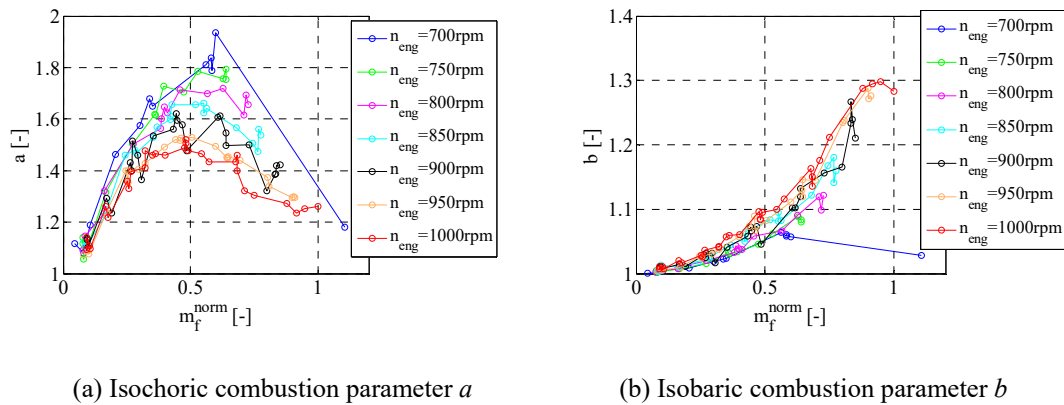 2
1.8
1.6
1.4
1.2
1
0
0.5
1
a [-]
m_f^norm [-]
n_eng=700rpm
n_eng=750rpm
n_eng=800rpm
n_eng=850rpm
n_eng=900rpm
n_eng=950rpm
n_eng=1000rpm
(a) Isochoric combustion parameter a
1.4
1.3
1.2
1.1
1
0
0.5
1
b [-]
m_f^norm [-]
n_eng=700rpm
n_eng=750rpm
n_eng=800rpm
n_eng=850rpm
n_eng=900rpm
n_eng=950rpm
n_eng=1000rpm
(b) Isobaric combustion parameter b